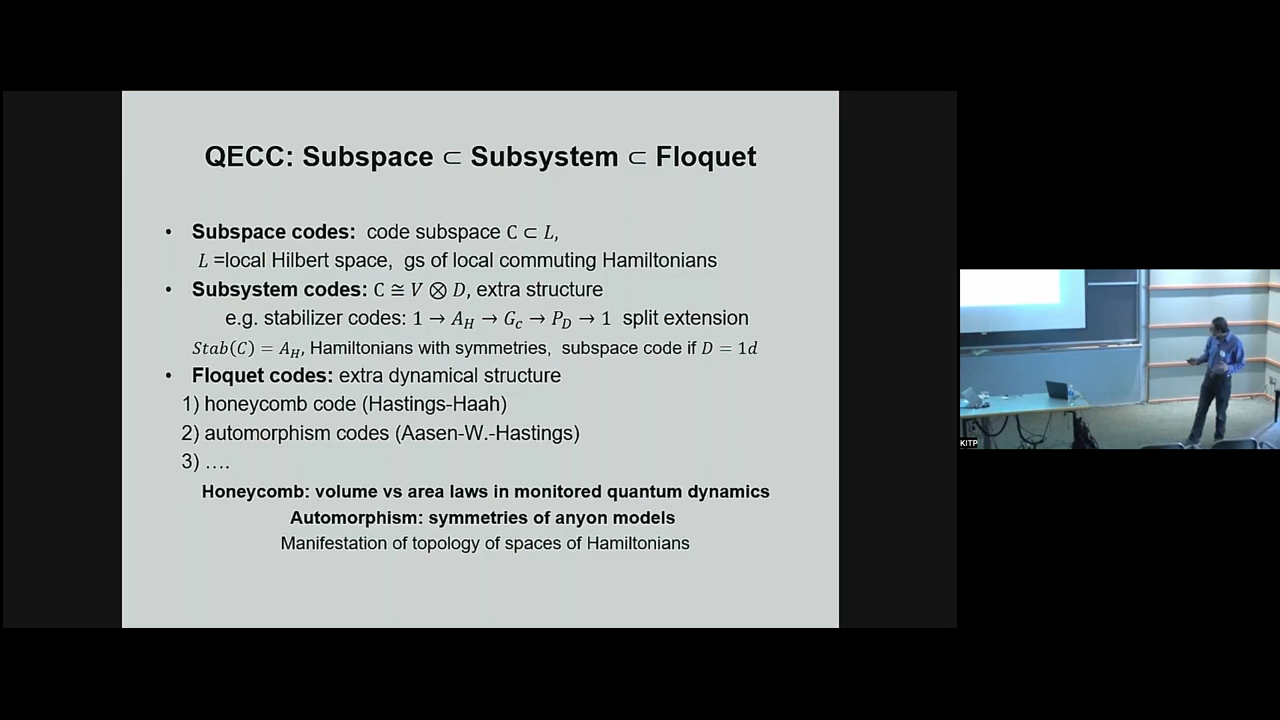 QECC: Subspace ⊂ Subsystem ⊂ Floquet
• Subspace codes: code subspace C ⊂ L,
L =local Hilbert space, gs of local commuting Hamiltonians
• Subsystem codes: C ≅ V ⊗ D, extra structure
e.g. stabilizer codes: 1 → A_H → G_c → P_D → 1 split extension
Stab(C) = A_H, Hamiltonians with symmetries, subspace code if D = 1d
• Floquet codes: extra dynamical structure
1) honeycomb code (Hastings-Haah)
2) automorphism codes (Aasen-W.-Hastings)
3) ….
Honeycomb: volume vs area laws in monitored quantum dynamics
Automorphism: symmetries of anyon models
Manifestation of topology of spaces of Hamiltonians
KITP